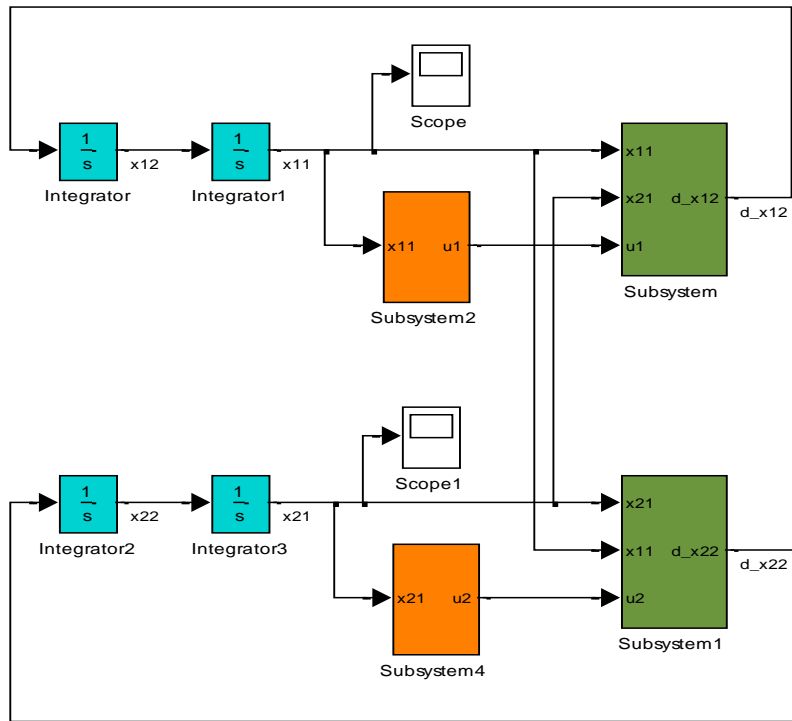 Scope
1
s
x12
Integrator
1
s
x11
Integrator1
x11
x21
u1
d_x12
d_x12
Subsystem
x11
u1
Subsystem2
Scope1
1
s
x22
Integrator2
1
s
x21
Integrator3
x21
x11
u2
d_x22
d_x22
Subsystem1
x21
u2
Subsystem4